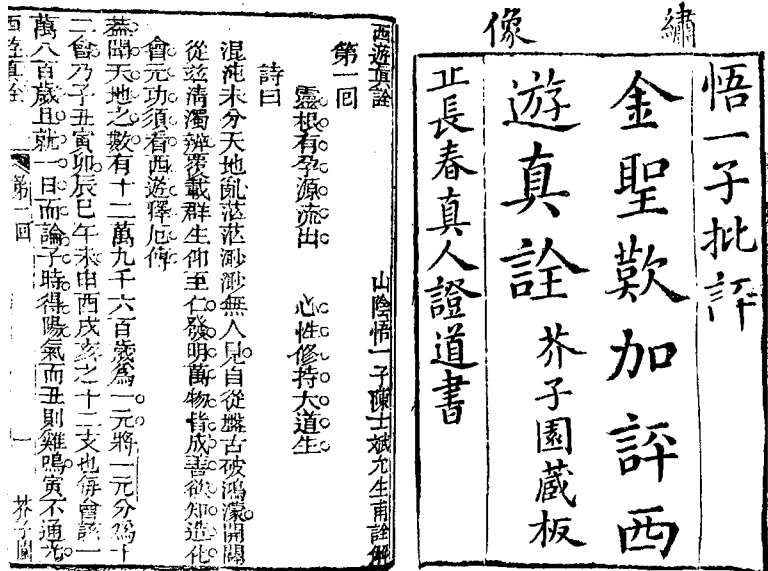 繡像
悟一子批評
金聖歎加評西
遊真詮
芥子園藏板
丘長春真人證道書
西遊真詮
山陰悟一子陳士斌允生甫詮解
第一回
靈根有孕源流出 心性修持大道生
詩曰
混沌未分天地亂茫茫渺渺無人見自從盤古破鴻濛開闢
從茲清濁辨覆載群生仰至仁發明萬物皆成善欲知造化
會元功須看西遊釋厄傳
蓋聞天地之數有十二萬九千六百歲為一元將一元分為十
二會乃子丑寅卯辰巳午未申酉戌亥之十二支也每會該一
萬八百歲且就一日而論子時得陽氣而丑則雞鳴寅不通光
西遊真詮 第一回 一 芥子園